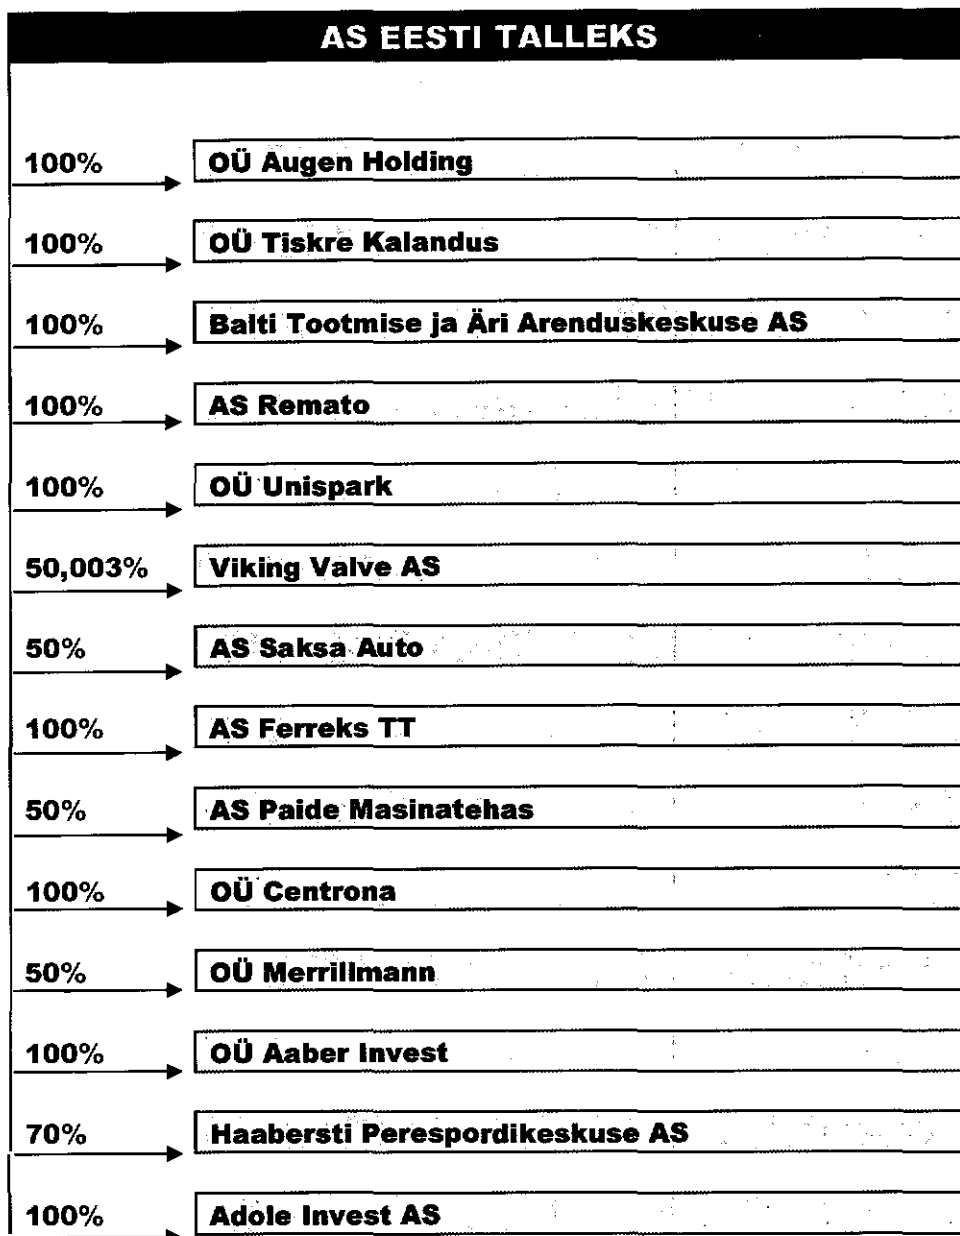 AS EESTI TALLEKS
100% OÜ Augen Holding
100% OÜ Tiskre Kalandus
100% Balti Tootmise ja Äri Arenduskeskuse AS
100% AS Remato
100% OÜ Unispark
50,003% Viking Valve AS
50% AS Saksa Auto
100% AS Ferreks TT
50% AS Paide Masinatehas
100% OÜ Centrona
50% OÜ Merrillmann
100% OÜ Aaber Invest
70% Haabersti Perespordikeskuse AS
100% Adole Invest AS